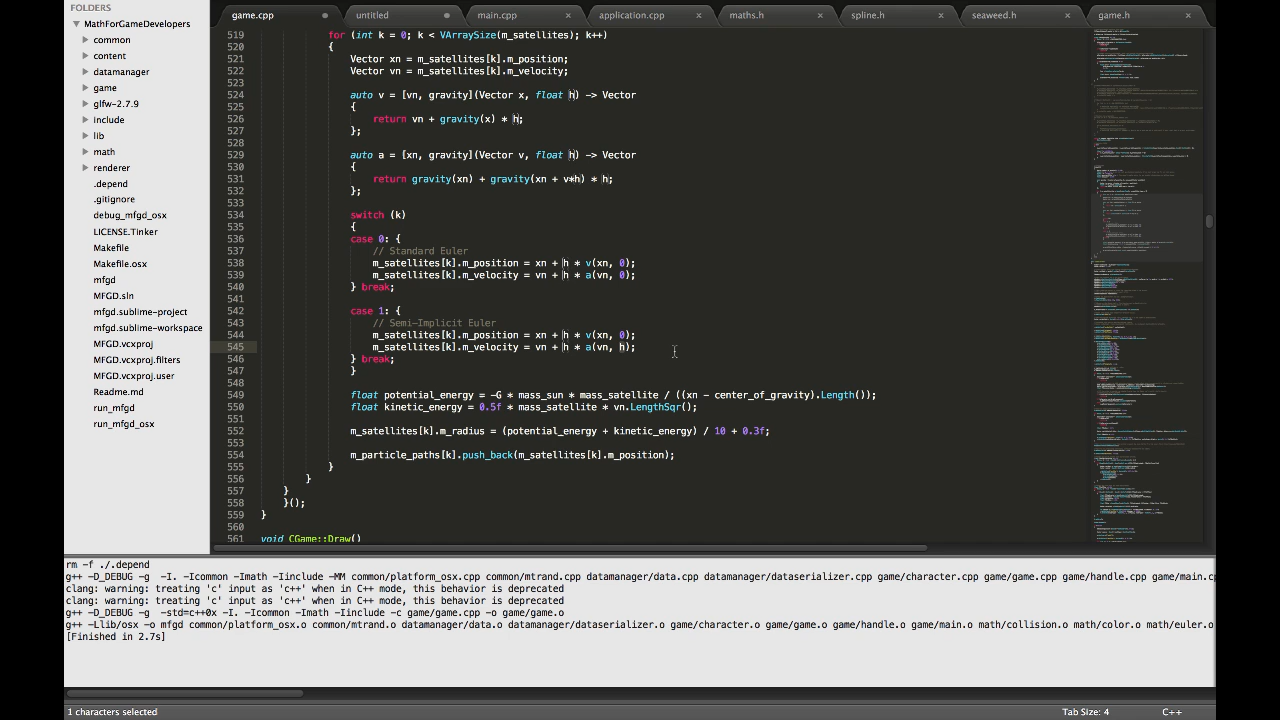 FOLDERS
MathForGameDevelopers
common
content
datamanager
game
glfw-2.7.9
include
lib
math
renderer
.depend
.gitignore
debug_mfgd_osx
LICENSE.Tinker
Makefile
Makefile.osx
mfgd
MFGD.sln
mfgd.sublime-project
mfgd.sublime-workspace
MFGD.vcxproj
MFGD.vcxproj.filters
MFGD.vcxproj.user
Readme.md
run_mfgd
run_mfgd_osx
game.cpp untitled main.cpp application.cpp maths.h spline.h seaweed.h game.h
519 for (int k = 0; k < VArraySize(m_satellites); k++)
520 {
521 Vector xn = m_satellites[k].m_position;
522 Vector vn = m_satellites[k].m_velocity;
523
524 auto v = [vn, gravity](Vector x, float h) -> Vector
525 {
526 return vn + gravity(x) * h;
527 };
528
529 auto a = [xn, gravity](Vector v, float h) -> Vector
530 {
531 return gravity(xn) + gravity(xn + v*h) * h;
532 };
533
534 switch (k)
535 {
536 case 0: {
537 // Standard Euler
538 m_satellites[k].m_position = xn + h * v(xn, 0);
539 m_satellites[k].m_velocity = vn + h * a(vn, 0);
540 } break;
541
542 case 1: {
543 // Semi-implicit Euler
544 m_satellites[k].m_position = xn + h * v(xn, 0);
545 m_satellites[k].m_velocity = vn + h * a(vn, h);
546 } break;
547 }
548
549 float potential_energy = -G * mass_planet * mass_satellite / ((xn - center_of_gravity).Length());
550 float kinetic_energy = 0.5f * mass_satellite * vn.LengthSqr();
551
552 m_satellites[k].m_radius = (potential_energy + kinetic_energy) / 10 + 0.3f;
553
554 m_particle_paths[k].push_back(m_satellites[k].m_position);
555 }
556 }
557 }
558 }();
559 }
560
561 void CGame::Draw()
rm -f ./.depend
g++ -D_DEBUG -g -I. -Icommon -Imath -Iinclude -MM common/platform_osx.cpp common/mtrand.cpp datamanager/data.cpp datamanager/dataserializer.cpp game/character.cpp game/game.cpp game/handle.cpp game/main.cp
clang: warning: treating 'c' input as 'c++' when in C++ mode, this behavior is deprecated
clang: warning: treating 'c' input as 'c++' when in C++ mode, this behavior is deprecated
g++ -D_DEBUG -g -std=c++0x -I. -Icommon -Imath -Iinclude -c game/game.cpp -o game/game.o
g++ -Llib/osx -o mfgd common/platform_osx.o common/mtrand.o datamanager/data.o datamanager/dataserializer.o game/character.o game/game.o game/handle.o game/main.o math/collision.o math/color.o math/euler.o
[Finished in 2.7s]
1 characters selected Tab Size: 4 C++